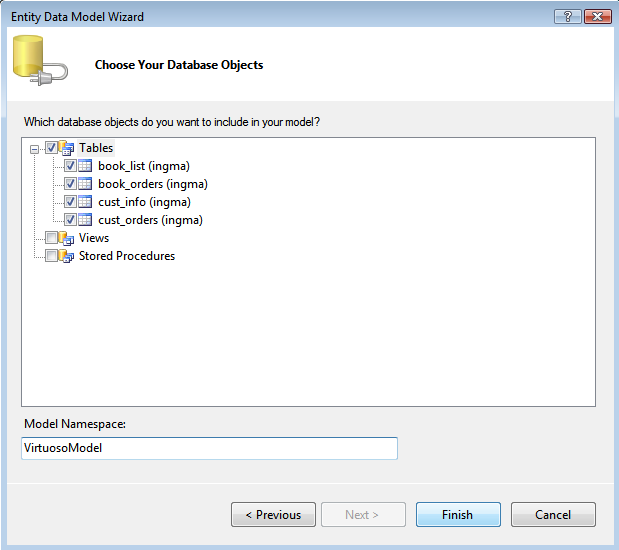 Entity Data Model Wizard
?
Choose Your Database Objects
Which database objects do you want to include in your model?
Tables
book_list (ingma)
book_orders (ingma)
cust_info (ingma)
cust_orders (ingma)
Views
Stored Procedures
Model Namespace:
VirtuosoModel
< Previous Next > Finish Cancel